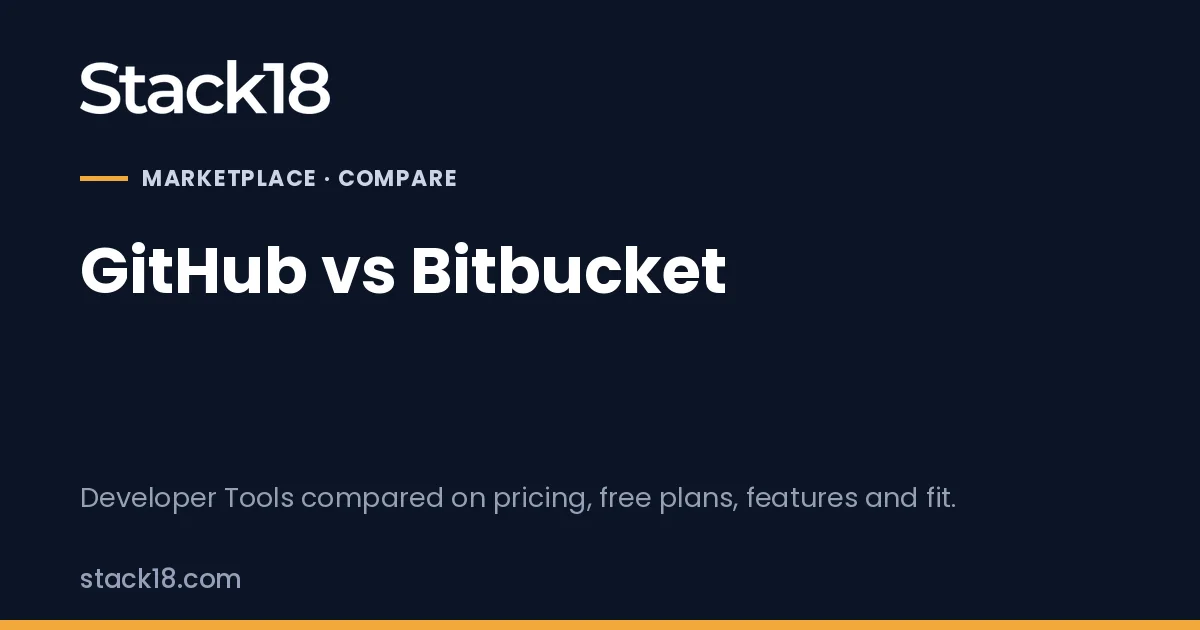 Stack18
MARKETPLACE · COMPARE
GitHub vs Bitbucket
Developer Tools compared on pricing, free plans, features and fit.
stack18.com